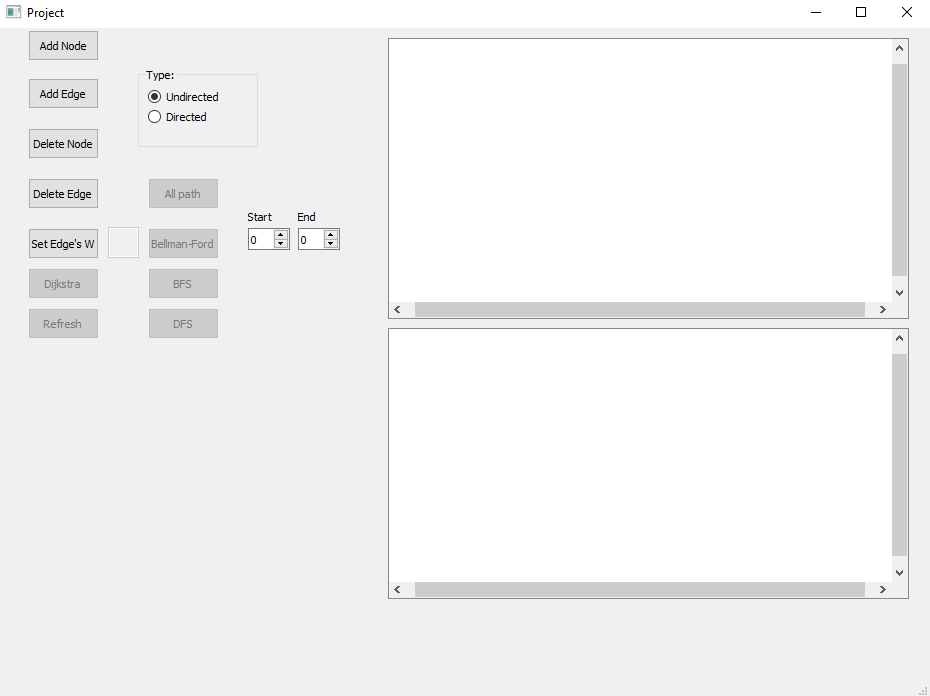 Project
Add Node
Add Edge
Type:
Undirected
Directed
Delete Node
Delete Edge
All path
Start
End
Set Edge's W
Bellman-Ford
0
0
Dijkstra
BFS
Refresh
DFS